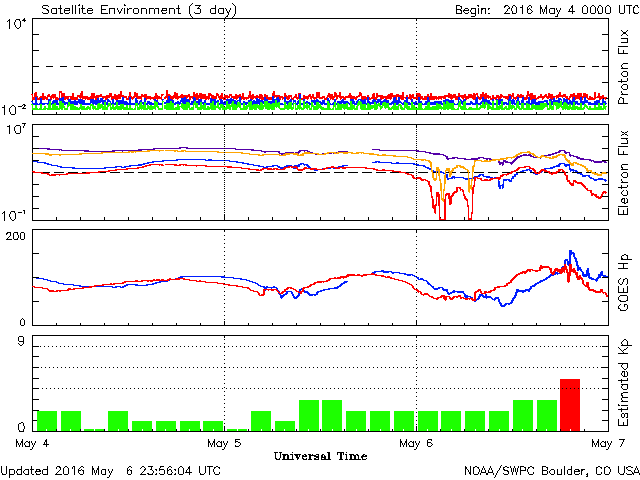 Satellite Environment (3 day) Begin: 2016 May 4 0000 UTC
10^4
10^-2
Proton Flux
10^7
10^-1
Electron Flux
200
0
GOES Hp
9
0
Estimated Kp
May 4 May 5 May 6 May 7
Universal Time
Updated 2016 May 6 23:56:04 UTC NOAA/SWPC Boulder, CO USA